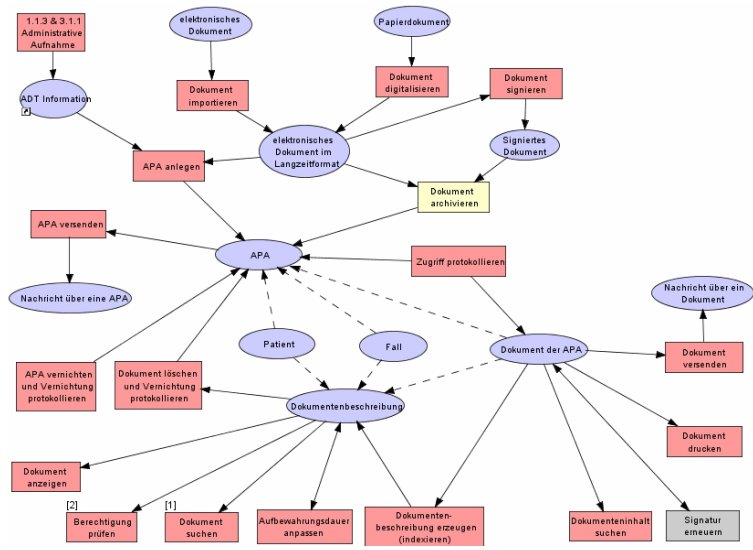 1.1.3 & 3.1.1
Administrative
Aufnahme
elektronisches
Dokument
Papierdokument
ADT Information
Dokument
importieren
Dokument
digitalisieren
Dokument
signieren
elektronisches
Dokument im
Langzeitformat
Signiertes
Dokument
APA anlegen
Dokument
archivieren
APA versenden
APA
Zugriff protokollieren
Nachricht über eine APA
Nachricht über ein
Dokument
Patient
Fall
Dokument der APA
Dokument
versenden
APA vernichten
und Vernichtung
protokollieren
Dokument löschen
und Vernichtung
protokollieren
Dokumentenbeschreibung
Dokument
drucken
Dokument
anzeigen
[2]
Berechtigung
prüfen
[1]
Dokument
suchen
Aufbewahrungsdauer
anpassen
Dokumenten-
beschreibung erzeugen
(indexieren)
Dokumenteninhalt
suchen
Signatur
erneuern